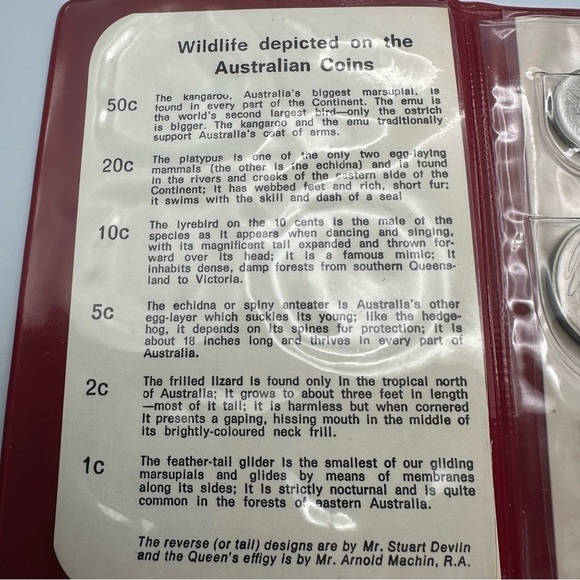 Wildlife depicted on the
Australian Coins
50c The kangaroo, Australia's biggest marsupial, is
found in every part of the Continent. The emu is
the world's second largest bird—only the ostrich
is bigger. The kangaroo and the emu traditionally
support Australia's coat of arms.
20c The platypus is one of the only two egg-laying
mammals (the other is the echidna) and is found
in the rivers and creeks of the eastern side of the
Continent; it has webbed feet and rich, short fur;
it swims with the skill and dash of a seal
10c The lyrebird on the 10 cents is the male of the
species as it appears when dancing and singing,
with its magnificent tail expanded and thrown for-
ward over its head; it is a famous mimic; it
inhabits dense, damp forests from southern Queens-
land to Victoria.
5c The echidna or spiny anteater is Australia's other
egg-layer which suckles its young; like the hedge-
hog, it depends on its spines for protection; it is
about 18 inches long and thrives in every part of
Australia.
2c The frilled lizard is found only in the tropical north
of Australia; it grows to about three feet in length
—most of it tail; it is harmless but when cornered
it presents a gaping, hissing mouth in the middle of
its brightly-coloured neck frill.
1c The feather-tail glider is the smallest of our gliding
marsupials and glides by means of membranes
along its sides; it is strictly nocturnal and is quite
common in the forests of eastern Australia.
The reverse (or tail) designs are by Mr. Stuart Devlin
and the Queen's effigy is by Mr. Arnold Machin, R.A.